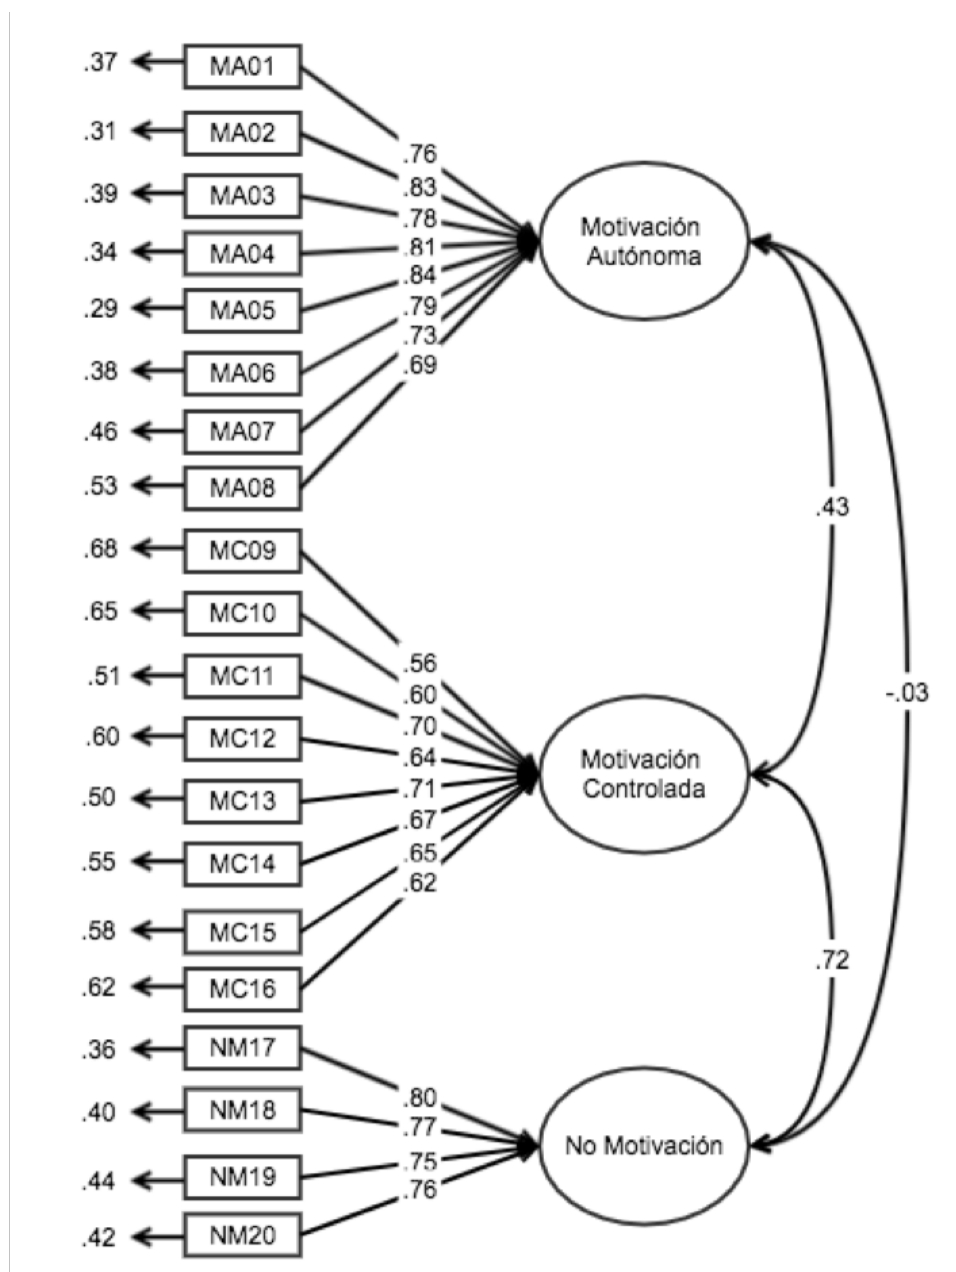 .37 MA01
.31 MA02
.39 MA03
.34 MA04
.29 MA05
.38 MA06
.46 MA07
.53 MA08
.76
.83
.78
.81
.84
.79
.73
.69
Motivación
Autónoma
.68 MC09
.65 MC10
.51 MC11
.60 MC12
.50 MC13
.55 MC14
.58 MC15
.62 MC16
.56
.60
.70
.64
.71
.67
.65
.62
Motivación
Controlada
.36 NM17
.40 NM18
.44 NM19
.42 NM20
.80
.77
.75
.76
No Motivación
.43
-.03
.72